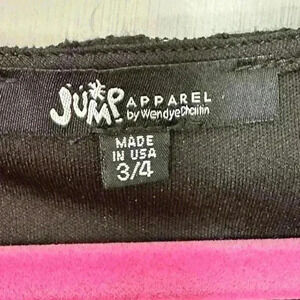 JUMP APPAREL
by Wendye Chaitin
MADE
IN USA
3/4